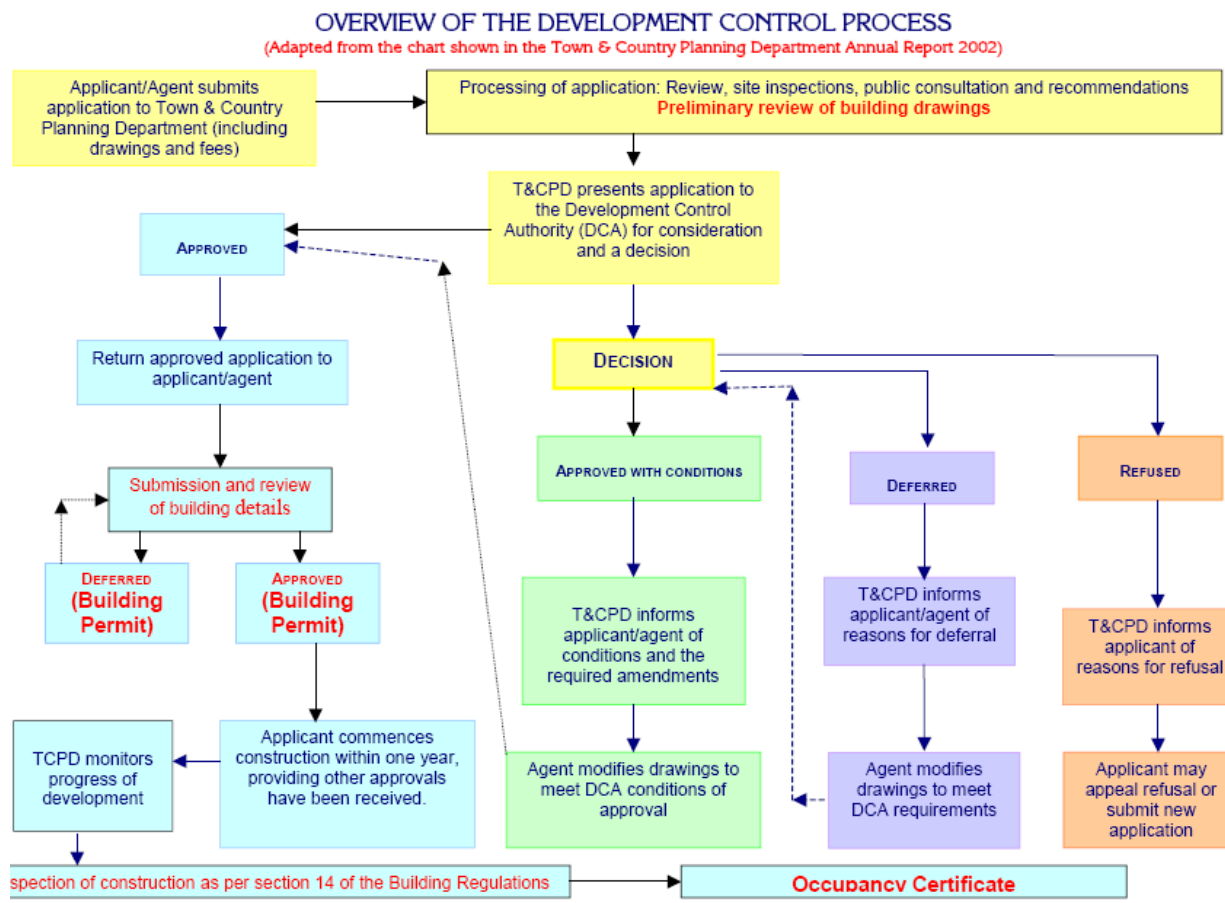 OVERVIEW OF THE DEVELOPMENT CONTROL PROCESS
(Adapted from the chart shown in the Town & Country Planning Department Annual Report 2002)
Applicant/Agent submits
application to Town & Country
Planning Department (including
drawings and fees)
Processing of application: Review, site inspections, public consultation and recommendations
Preliminary review of building drawings
T&CPD presents application to
the Development Control
Authority (DCA) for consideration
and a decision
APPROVED
Return approved application to
applicant/agent
DECISION
Submission and review
of building details
APPROVED WITH CONDITIONS
DEFERRED
REFUSED
DEFERRED
(Building
Permit)
APPROVED
(Building
Permit)
T&CPD informs
applicant/agent of
conditions and the
required amendments
T&CPD informs
applicant/agent of
reasons for deferral
T&CPD informs
applicant of
reasons for refusal
TCPD monitors
progress of
development
Applicant commences
construction within one year,
providing other approvals
have been received.
Agent modifies drawings to
meet DCA conditions of
approval
Agent modifies
drawings to meet
DCA requirements
Applicant may
appeal refusal or
submit new
application
spection of construction as per section 14 of the Building Regulations
Occupancy Certificate